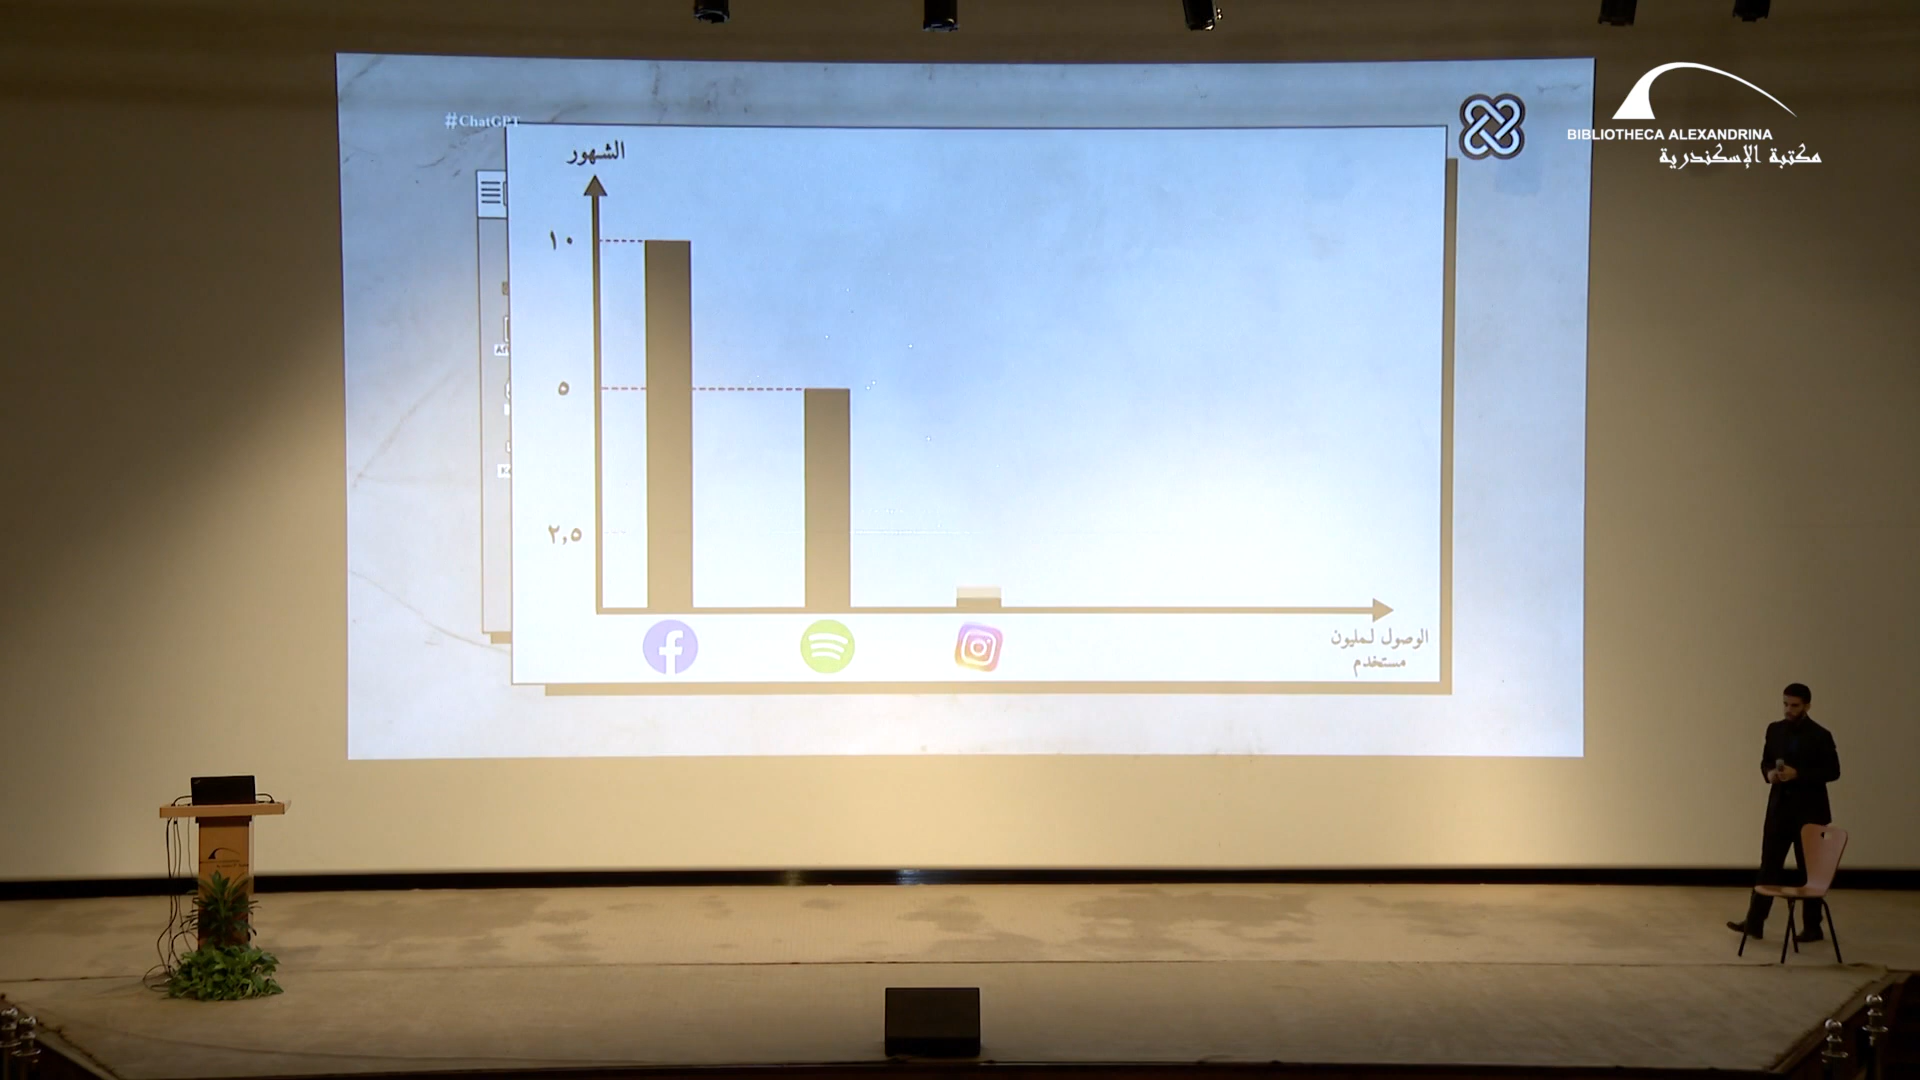 #ChatGPT
الشهور
١٠
٥
٢,٥
الوصول لمليون
مستخدم
BIBLIOTHECA ALEXANDRINA
مكتبة الإسكندرية